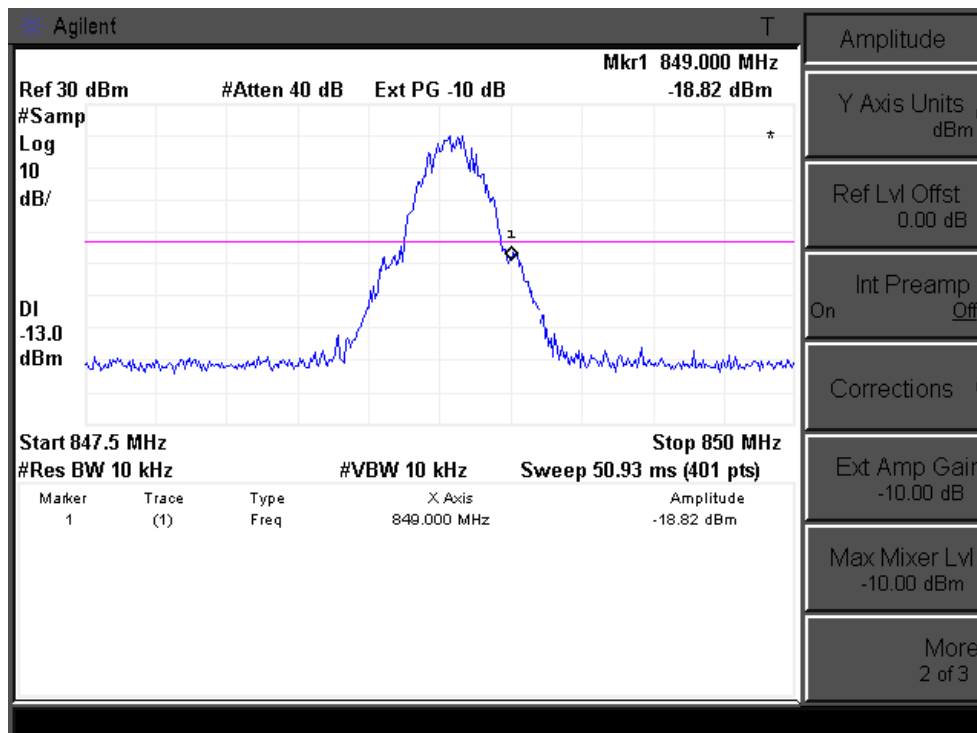 Agilent T
Mkr1 849.000 MHz
Ref 30 dBm #Atten 40 dB Ext PG -10 dB -18.82 dBm
#Samp
Log
10
dB/
*
1
DI
-13.0
dBm
Start 847.5 MHz Stop 850 MHz
#Res BW 10 kHz #VBW 10 kHz Sweep 50.93 ms (401 pts)
Marker Trace Type X Axis Amplitude
1 (1) Freq 849.000 MHz -18.82 dBm
Amplitude
Y Axis Units
dBm
Ref Lvl Offst
0.00 dB
Int Preamp
On Off
Corrections
Ext Amp Gain
-10.00 dB
Max Mixer Lvl
-10.00 dBm
More
2 of 3